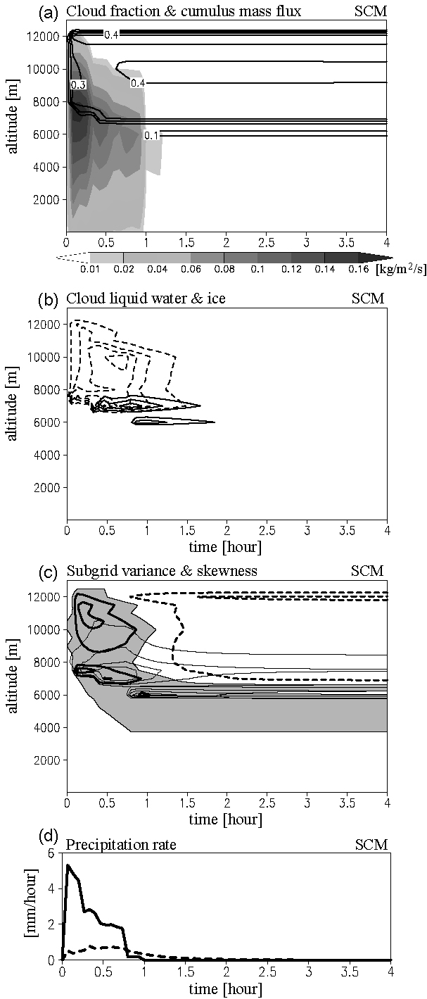 (a) Cloud fraction & cumulus mass flux SCM
12000
10000
8000
6000
4000
2000
altitude [m]
0.4
0.3
0.4
0.1
0 0.5 1 1.5 2 2.5 3 3.5 4
0.01 0.02 0.04 0.06 0.08 0.1 0.12 0.14 0.16 [kg/m²/s]
(b) Cloud liquid water & ice SCM
12000
10000
8000
6000
4000
2000
altitude [m]
0 0.5 1 1.5 2 2.5 3 3.5 4
time [hour]
(c) Subgrid variance & skewness SCM
12000
10000
8000
6000
4000
2000
altitude [m]
0 0.5 1 1.5 2 2.5 3 3.5 4
time [hour]
(d) Precipitation rate SCM
6
4
2
0
[mm/hour]
0 0.5 1 1.5 2 2.5 3 3.5 4
time [hour]